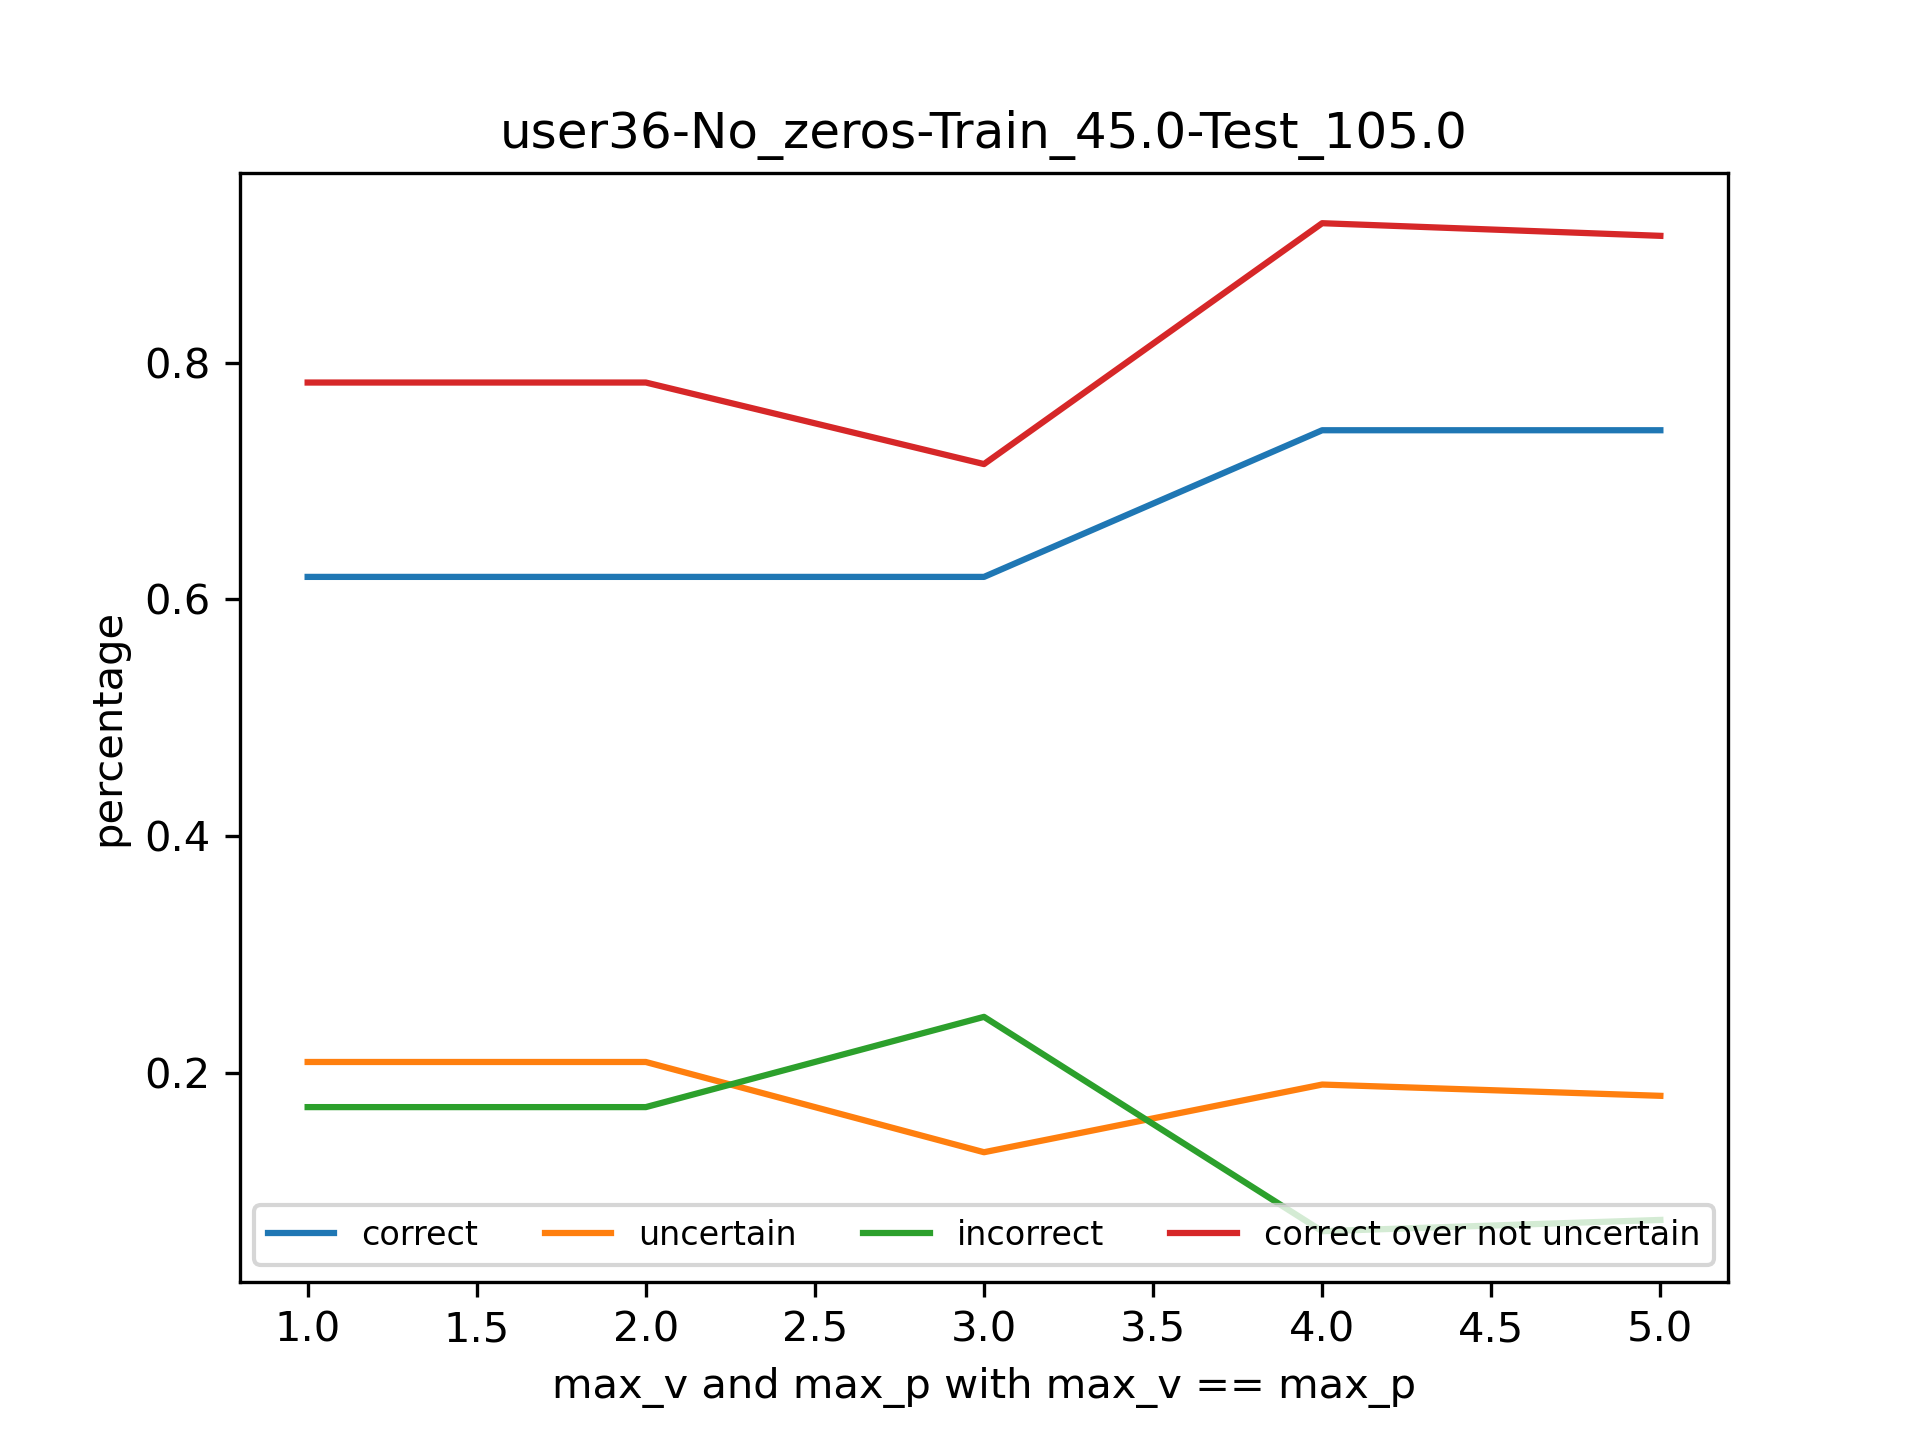 user36-No_zeros-Train_45.0-Test_105.0
percentage
0.8
0.6
0.4
0.2
correct uncertain incorrect correct over not uncertain
1.0 1.5 2.0 2.5 3.0 3.5 4.0 4.5 5.0
max_v and max_p with max_v == max_p